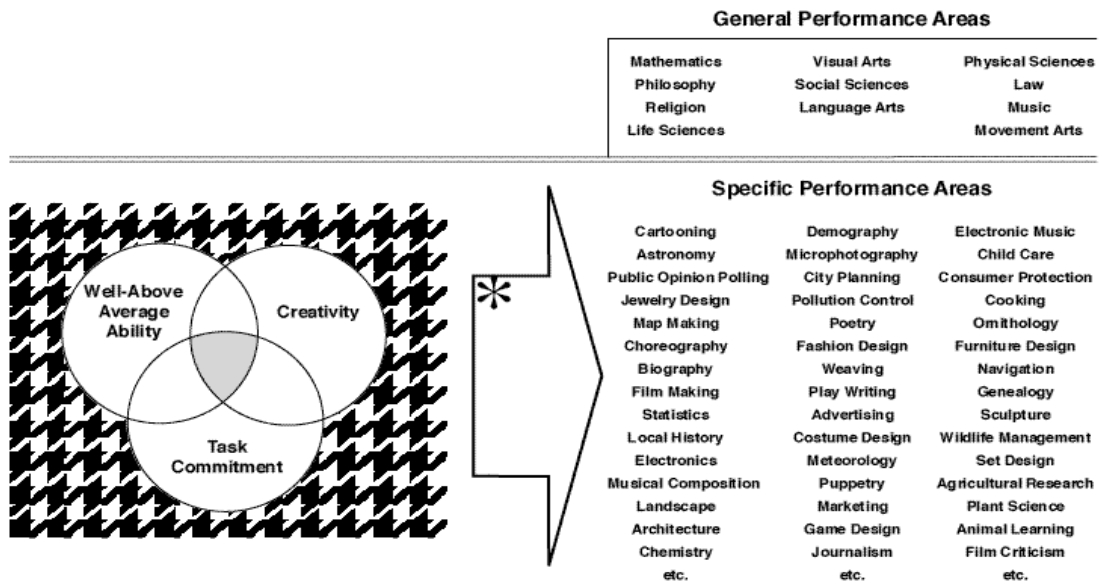 General Performance Areas
Mathematics Visual Arts Physical Sciences
Philosophy Social Sciences Law
Religion Language Arts Music
Life Sciences Movement Arts
Specific Performance Areas
Cartooning Demography Electronic Music
Astronomy Microphotography Child Care
Public Opinion Polling City Planning Consumer Protection
Jewelry Design Pollution Control Cooking
Map Making Poetry Ornithology
Choreography Fashion Design Furniture Design
Biography Weaving Navigation
Film Making Play Writing Genealogy
Statistics Advertising Sculpture
Local History Costume Design Wildlife Management
Electronics Meteorology Set Design
Musical Composition Puppetry Agricultural Research
Landscape Marketing Plant Science
Architecture Game Design Animal Learning
Chemistry Journalism Film Criticism
etc. etc. etc.
Well-Above
Average
Ability
Creativity
Task
Commitment
*